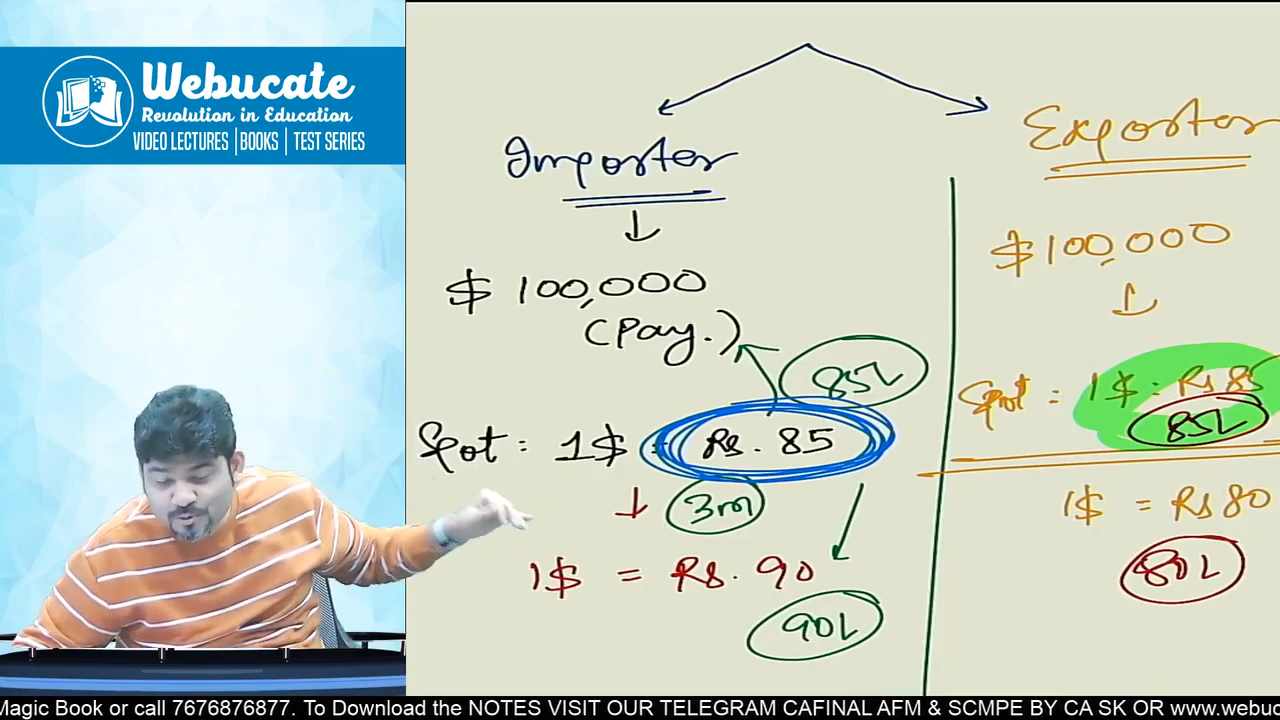 Webucate
Revolution in Education
VIDEO LECTURES | BOOKS | TEST SERIES
Importer
$ 100,000
(Pay.)
85L
Spot : 1$ = Rs. 85
3m
1$ = Rs. 90
90L
Exporter
$100,000
Spot : 1$ : Rs 85
85L
1$ = Rs 80
80L
Magic Book or call 7676876877. To Download the NOTES VISIT OUR TELEGRAM CAFINAL AFM & SCMPE BY CA SK OR www.webuc